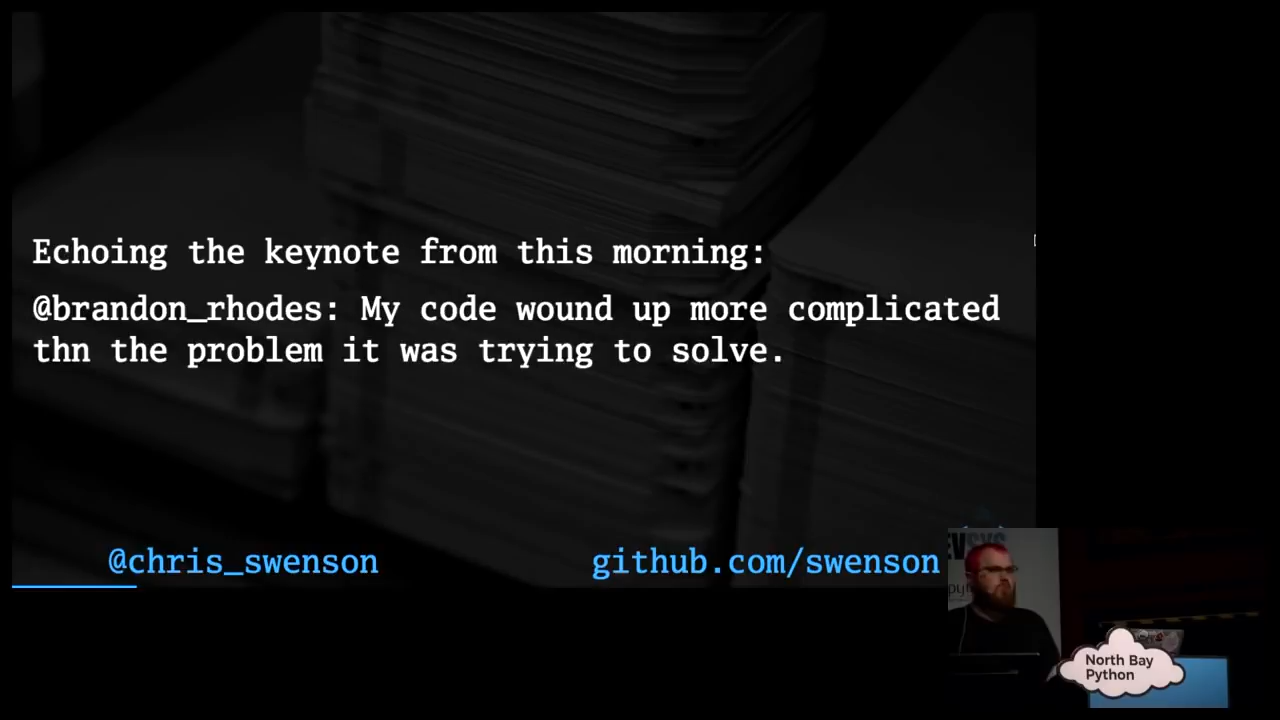 Echoing the keynote from this morning:
@brandon_rhodes: My code wound up more complicated
thn the problem it was trying to solve.
@chris_swenson
github.com/swenson
North Bay
Python